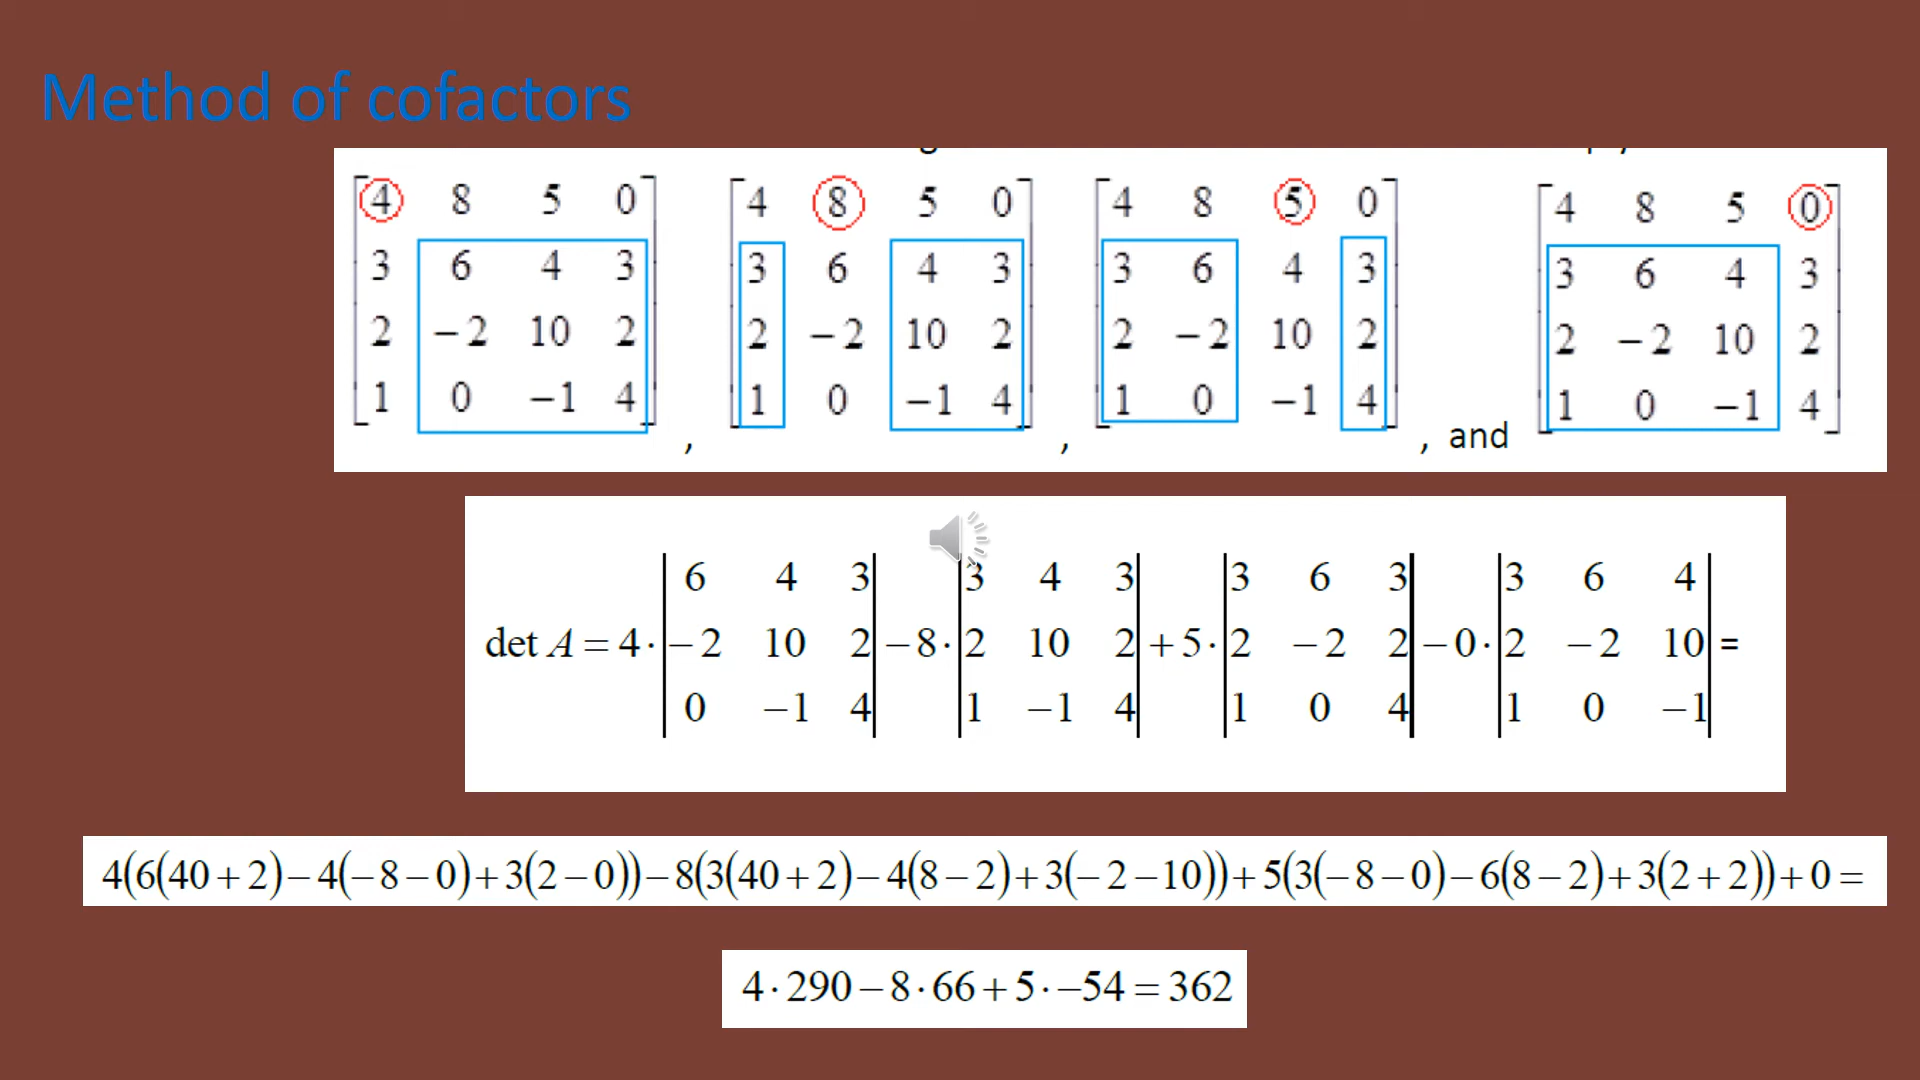 Method of cofactors
4 8 5 0 4 8 5 0 4 8 5 0 4 8 5 0
3 6 4 3 3 6 4 3 3 6 4 3 3 6 4 3
2 −2 10 2 2 −2 10 2 2 −2 10 2 2 −2 10 2
1 0 −1 4 , 1 0 −1 4 , 1 0 −1 4 , and 1 0 −1 4
6 4 3 3 4 3 3 6 3 3 6 4
det A = 4 · −2 10 2 − 8 · 2 10 2 + 5 · 2 −2 2 − 0 · 2 −2 10 =
0 −1 4 1 −1 4 1 0 4 1 0 −1
4(6(40+2)−4(−8−0)+3(2−0))−8(3(40+2)−4(8−2)+3(−2−10))+5(3(−8−0)−6(8−2)+3(2+2))+0=
4·290−8·66+5·−54=362